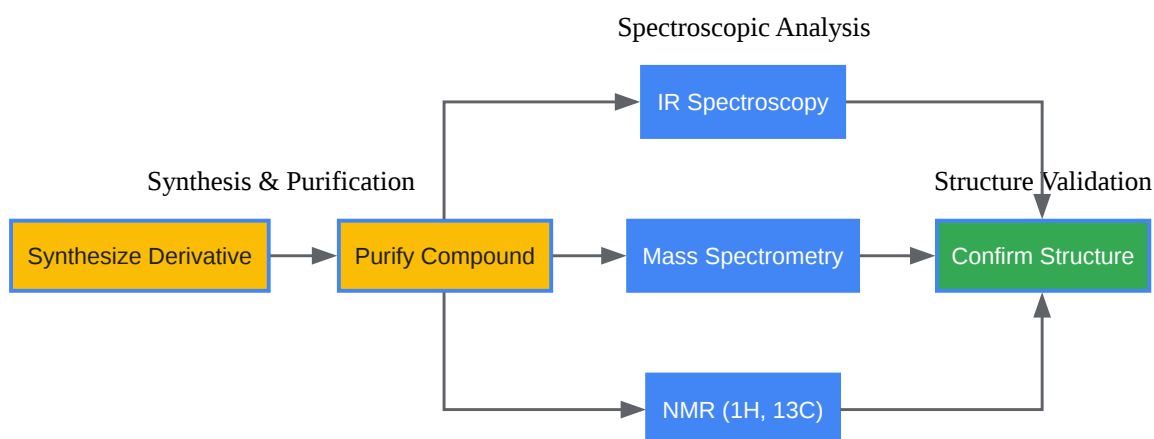 Spectroscopic Analysis
IR Spectroscopy
Synthesis & Purification
Structure Validation
Synthesize Derivative
Purify Compound
Mass Spectrometry
Confirm Structure
NMR (1H, 13C)